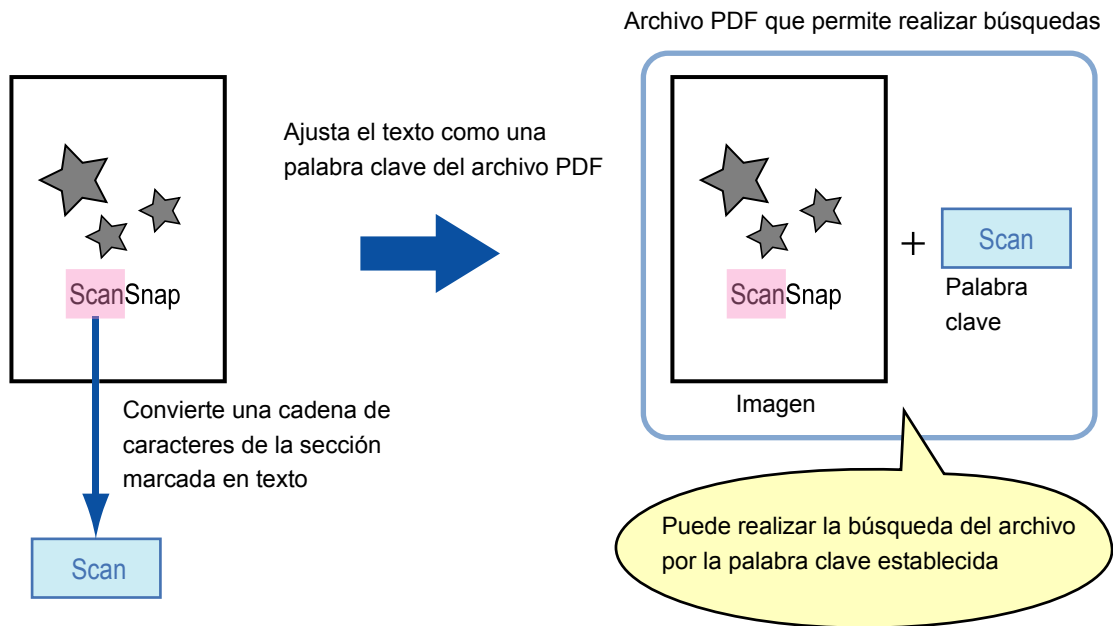 Archivo PDF que permite realizar búsquedas
ScanSnap
Convierte una cadena de
caracteres de la sección
marcada en texto
Scan
Ajusta el texto como una
palabra clave del archivo PDF
ScanSnap
Imagen
+
Scan
Palabra
clave
Puede realizar la búsqueda del archivo
por la palabra clave establecida